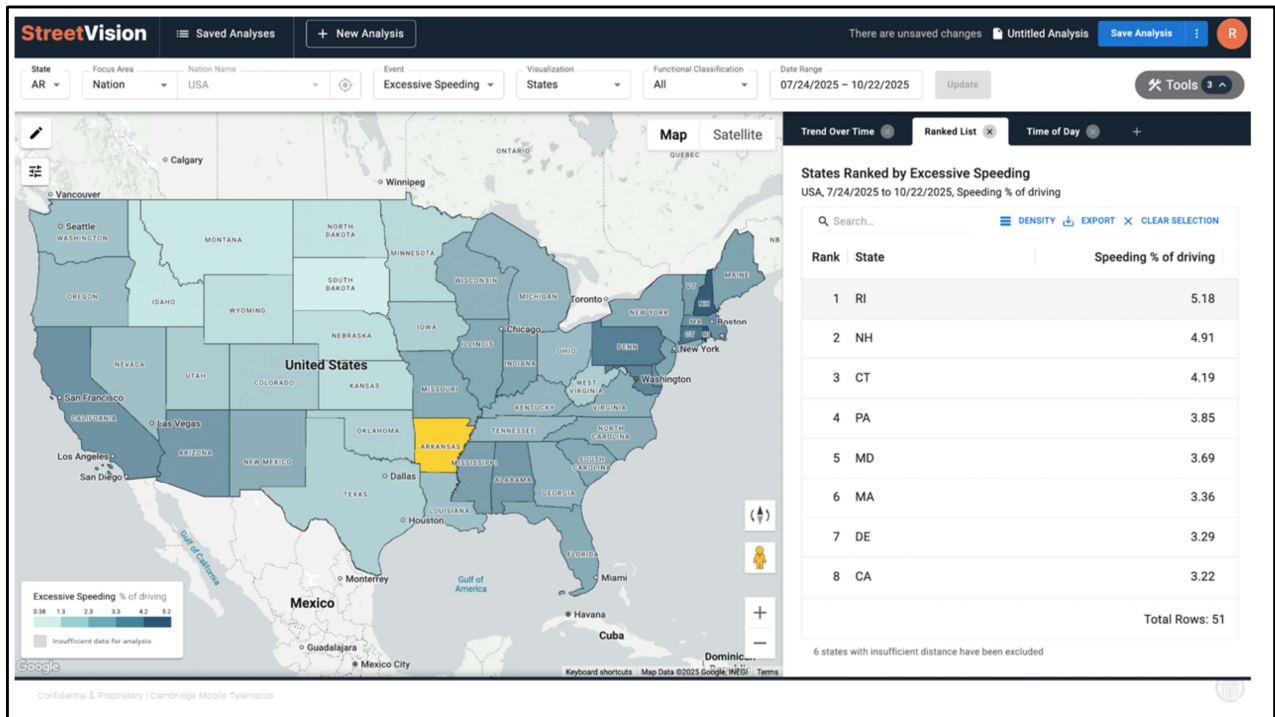 StreetVision
Saved Analyses
+ New Analysis
There are unsaved changes
Untitled Analysis
Save Analysis
R
State
AR
Focus Area
Nation
Nation Name
USA
Event
Excessive Speeding
Visualization
States
Functional Classification
All
Date Range
07/24/2025 – 10/22/2025
Update
Tools 3
Map
Satellite
Calgary
ONTARIO
QUEBEC
Winnipeg
Vancouver
Seattle
WASHINGTON
MONTANA
NORTH
DAKOTA
MINNESOTA
NB
OREGON
IDAHO
SOUTH
DAKOTA
WISCONSIN
MICHIGAN
Toronto
VT
MAINE
NH
WYOMING
NEW YORK
MA
Boston
IOWA
Chicago
CT
RI
NEBRASKA
ILLINOIS
INDIANA
OHIO
PENN
New York
NEVADA
UTAH
United States
COLORADO
KANSAS
MISSOURI
WEST
VIRGINIA
Washington
San Francisco
KENTUCKY
VIRGINIA
CALIFORNIA
Las Vegas
OKLAHOMA
TENNESSEE
NORTH
CAROLINA
ARKANSAS
Los Angeles
ARIZONA
NEW MEXICO
MISSISSIPPI
SOUTH
CAROLINA
San Diego
Dallas
ALABAMA
GEORGIA
TEXAS
LOUISIANA
Houston
Gulf of California
FLORIDA
Monterrey
Gulf of
America
Miami
Mexico
Havana
Cuba
Guadalajara
Mexico City
Dominican
Excessive Speeding % of driving
0.38 1.3 2.3 3.3 4.2 5.2
Insufficient data for analysis
Google
Keyboard shortcuts
Map Data ©2025 Google, INEGI
Terms
Trend Over Time
Ranked List
Time of Day
+
States Ranked by Excessive Speeding
USA, 7/24/2025 to 10/22/2025, Speeding % of driving
Search...
DENSITY
EXPORT
CLEAR SELECTION
Rank State Speeding % of driving
1 RI 5.18
2 NH 4.91
3 CT 4.19
4 PA 3.85
5 MD 3.69
6 MA 3.36
7 DE 3.29
8 CA 3.22
Total Rows: 51
6 states with insufficient distance have been excluded
Confidential & Proprietary | Cambridge Mobile Telematics